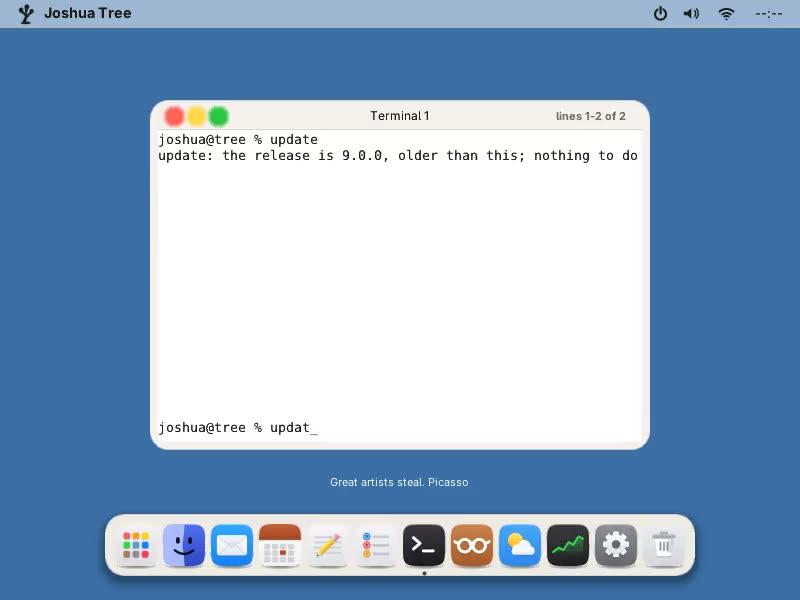 Joshua Tree
--:--
Terminal 1
lines 1-2 of 2
joshua@tree % update
update: the release is 9.0.0, older than this; nothing to do
joshua@tree % updat_
Great artists steal. Picasso